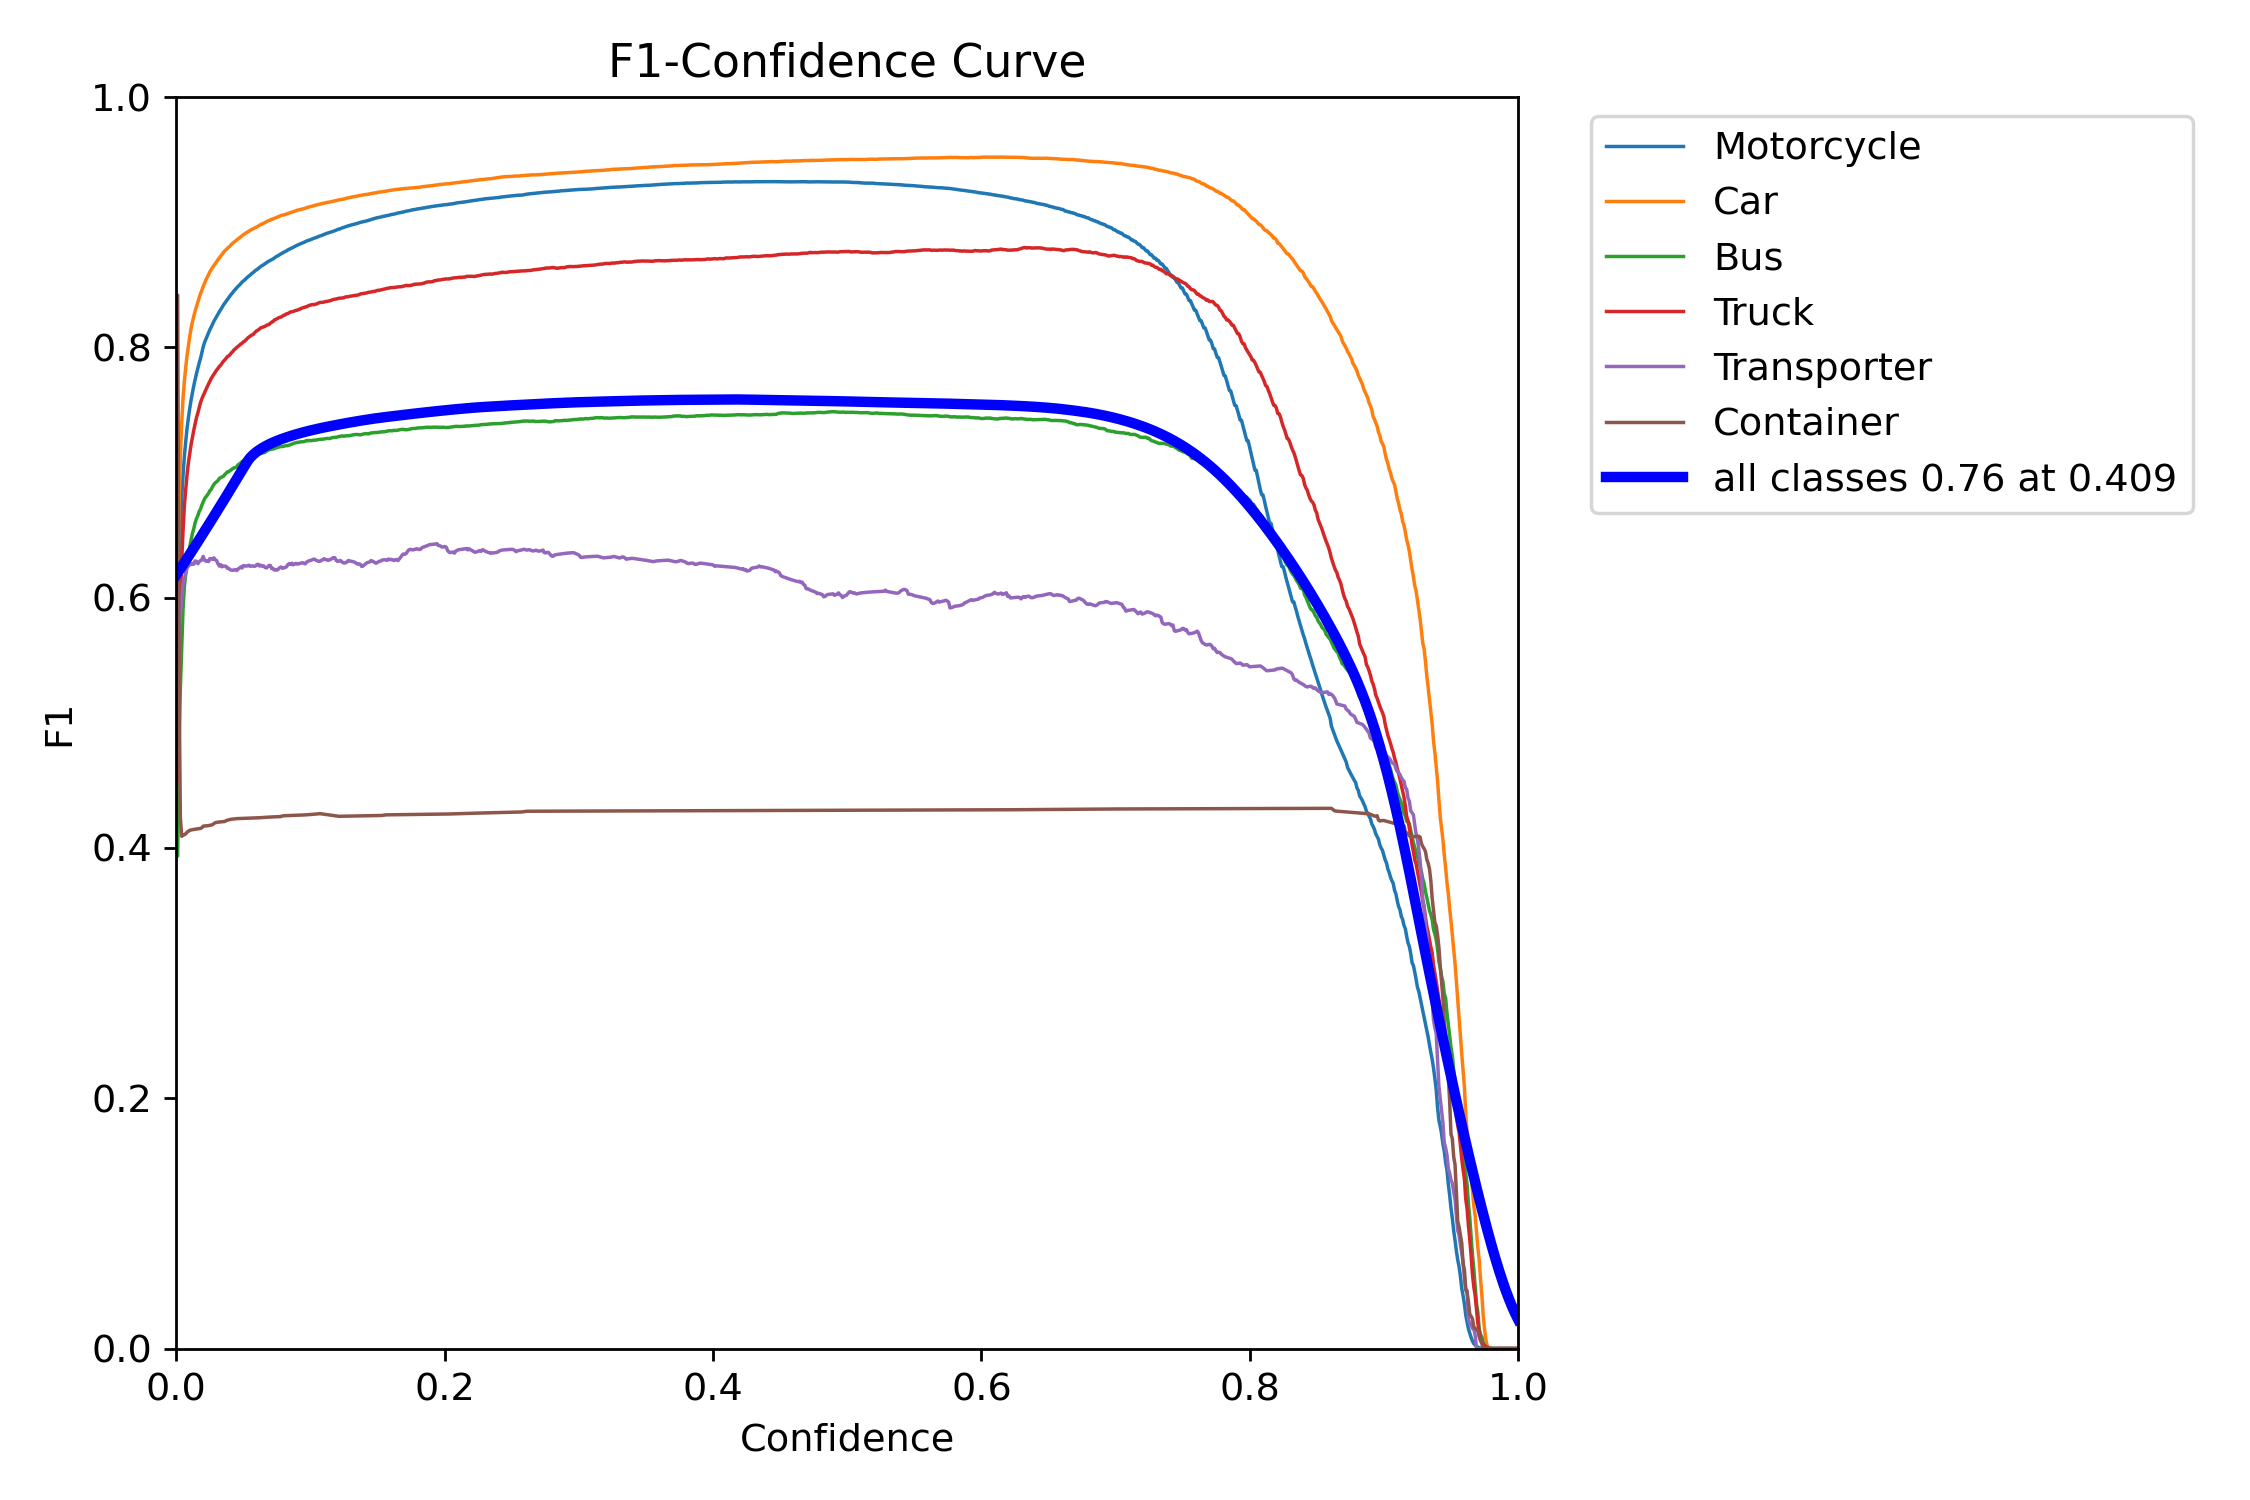 F1-Confidence Curve
1.0
0.8
0.6
0.4
0.2
0.0
F1
0.0 0.2 0.4 0.6 0.8 1.0
Confidence
Motorcycle
Car
Bus
Truck
Transporter
Container
all classes 0.76 at 0.409